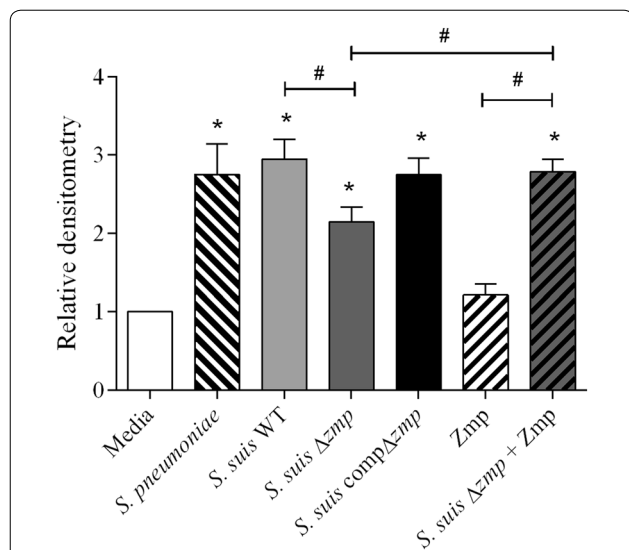 #
#
#
* * * * *
4
3
2
1
0
Relative densitometry
Media
S. pneumoniae
S. suis WT
S. suis Δzmp
S. suis compΔzmp
Zmp
S. suis Δzmp + Zmp